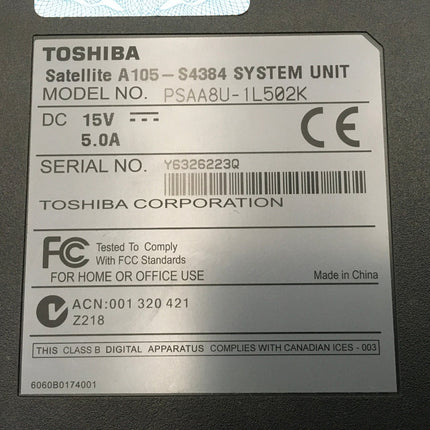 TOSHIBA
Satellite A105-S4384 SYSTEM UNIT
MODEL NO. PSAA8U-1L502K
DC 15V
5.0A
CE
SERIAL NO. Y6326223Q
TOSHIBA CORPORATION
FC Tested To Comply
With FCC Standards
FOR HOME OR OFFICE USE
Made in China
ACN:001 320 421
Z218
THIS CLASS B DIGITAL APPARATUS COMPLIES WITH CANADIAN ICES - 003
6060B0174001